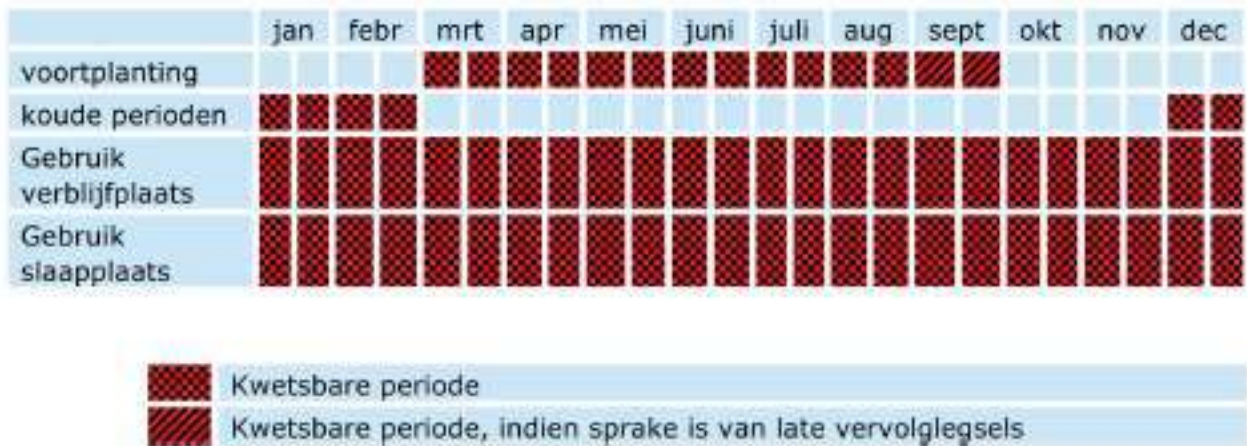 jan febr mrt apr mei juni juli aug sept okt nov dec
voortplanting
koude perioden
Gebruik
verblijfplaats
Gebruik
slaapplaats
Kwetsbare periode
Kwetsbare periode, indien sprake is van late vervolglegsels